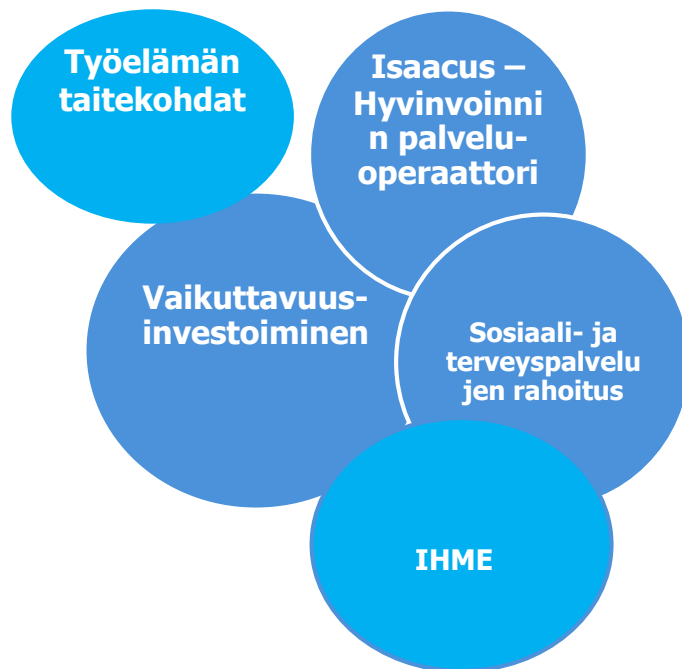 Työelämän
taitekohdat
Isaacus –
Hyvinvoinni
n palvelu-
operaattori
Vaikuttavuus-
investoiminen
Sosiaali- ja
terveyspalvelu
jen rahoitus
IHME